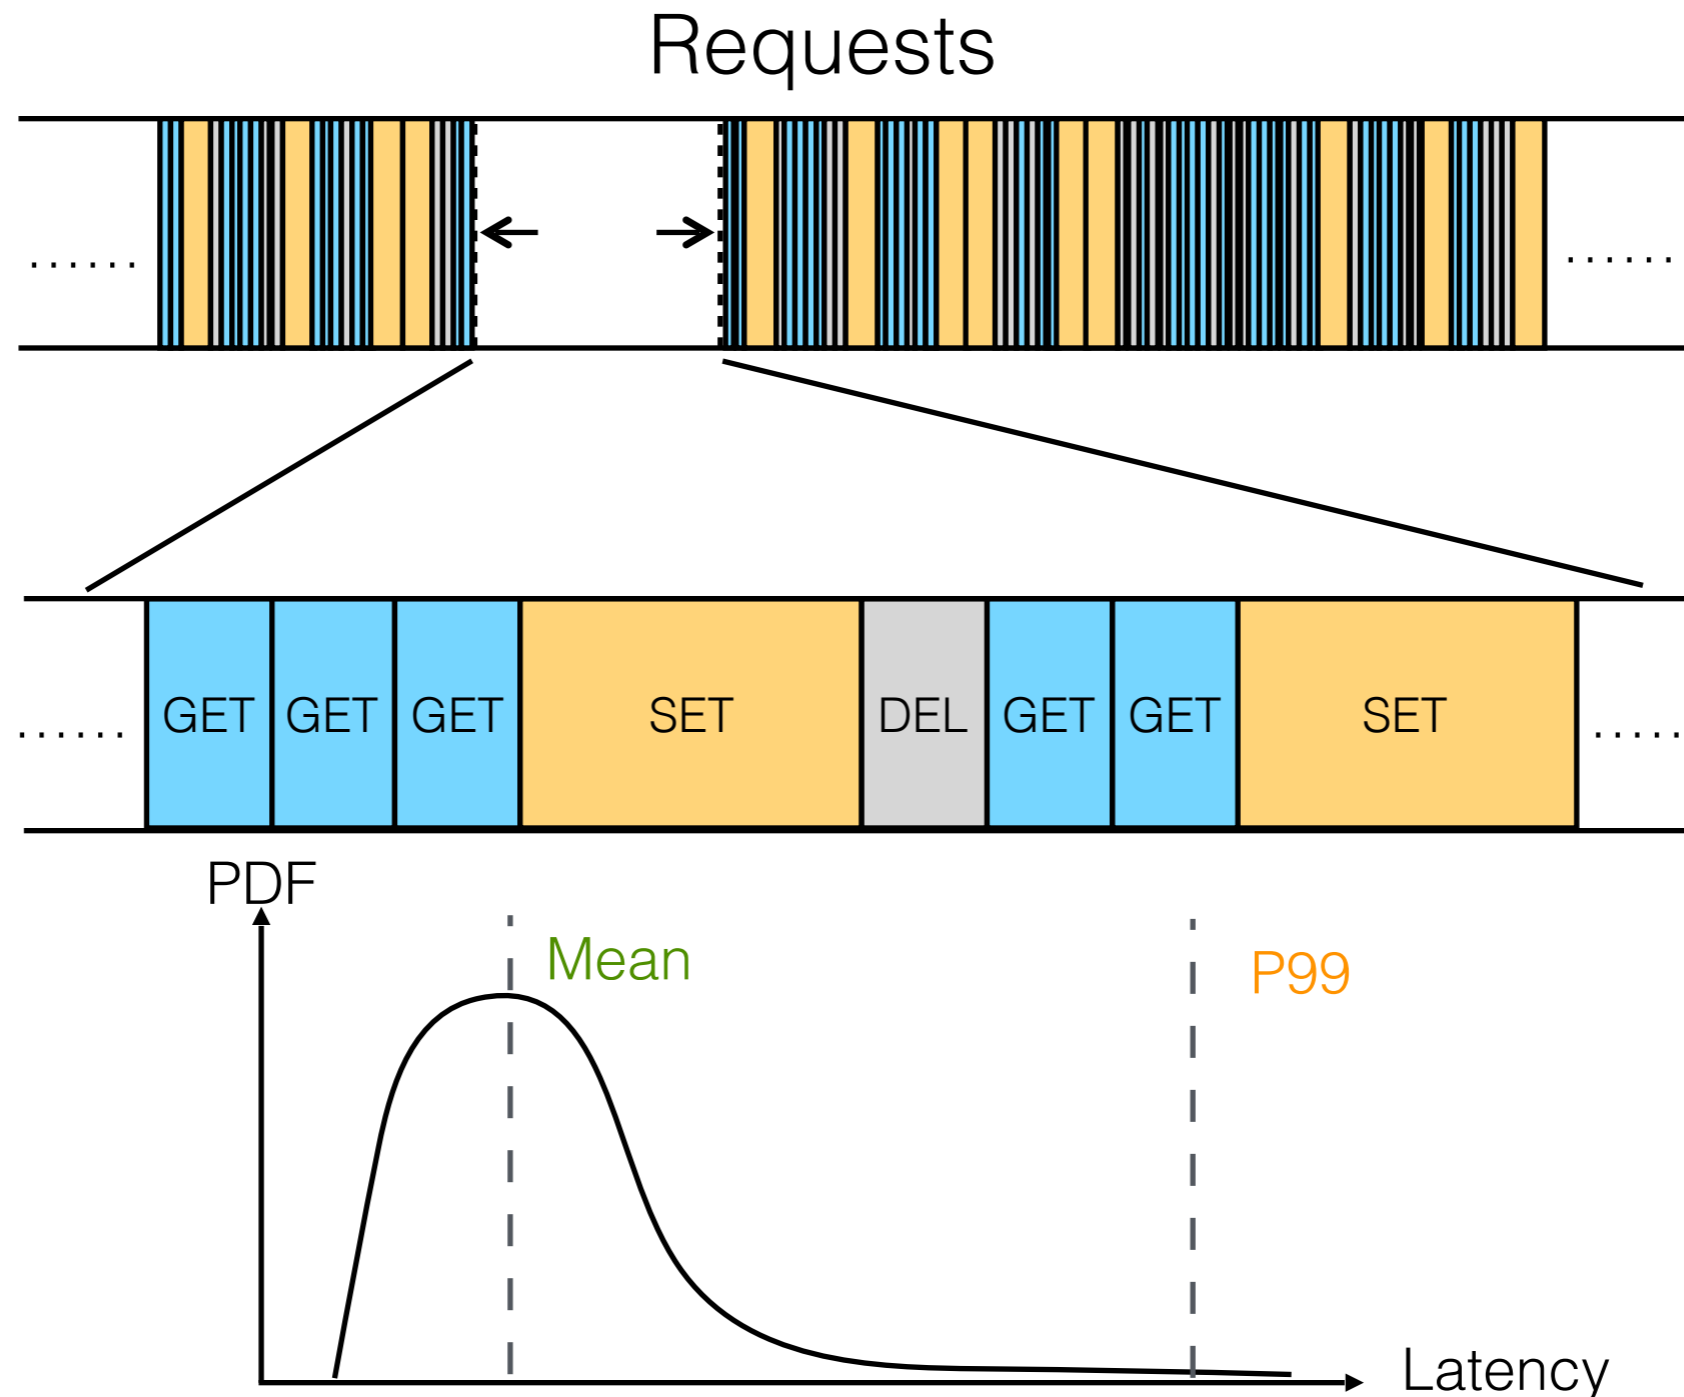 Requests
...... ......
...... GET GET GET SET DEL GET GET SET .....
PDF
Mean
P99
Latency